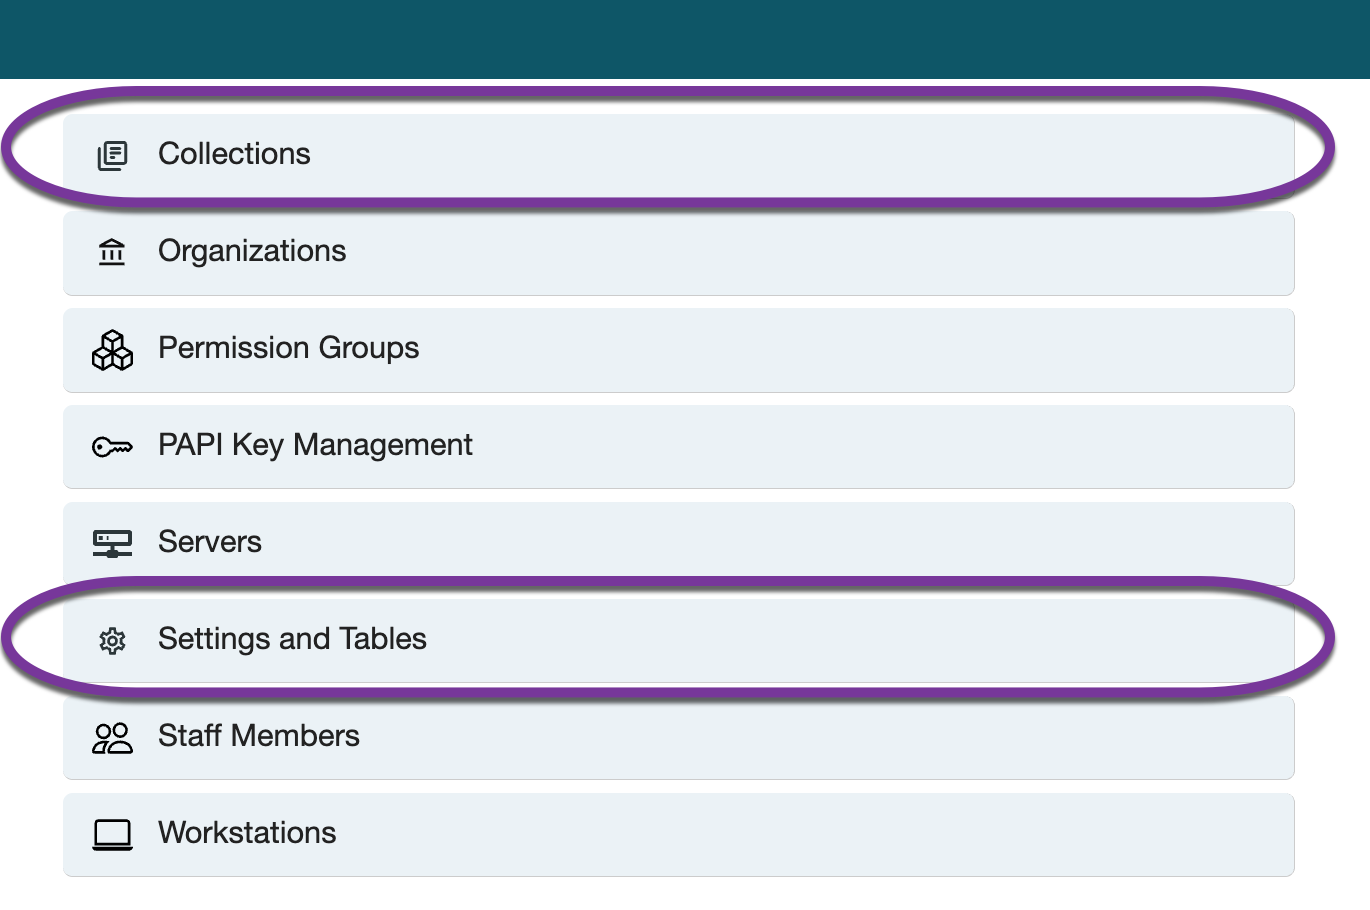 Collections
Organizations
Permission Groups
PAPI Key Management
Servers
Settings and Tables
Staff Members
Workstations